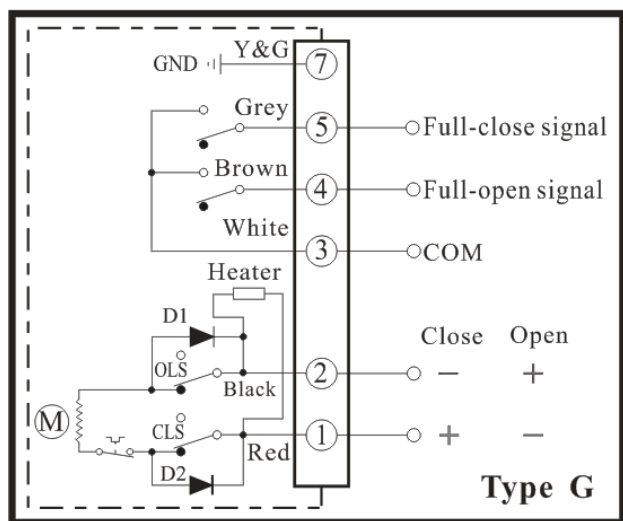 Y&G
GND 7
Grey 5 Full-close signal
Brown 4 Full-open signal
White 3 COM
Heater
D1 Close Open
OLS Black 2 − +
M CLS Red 1 + −
D2 Type G